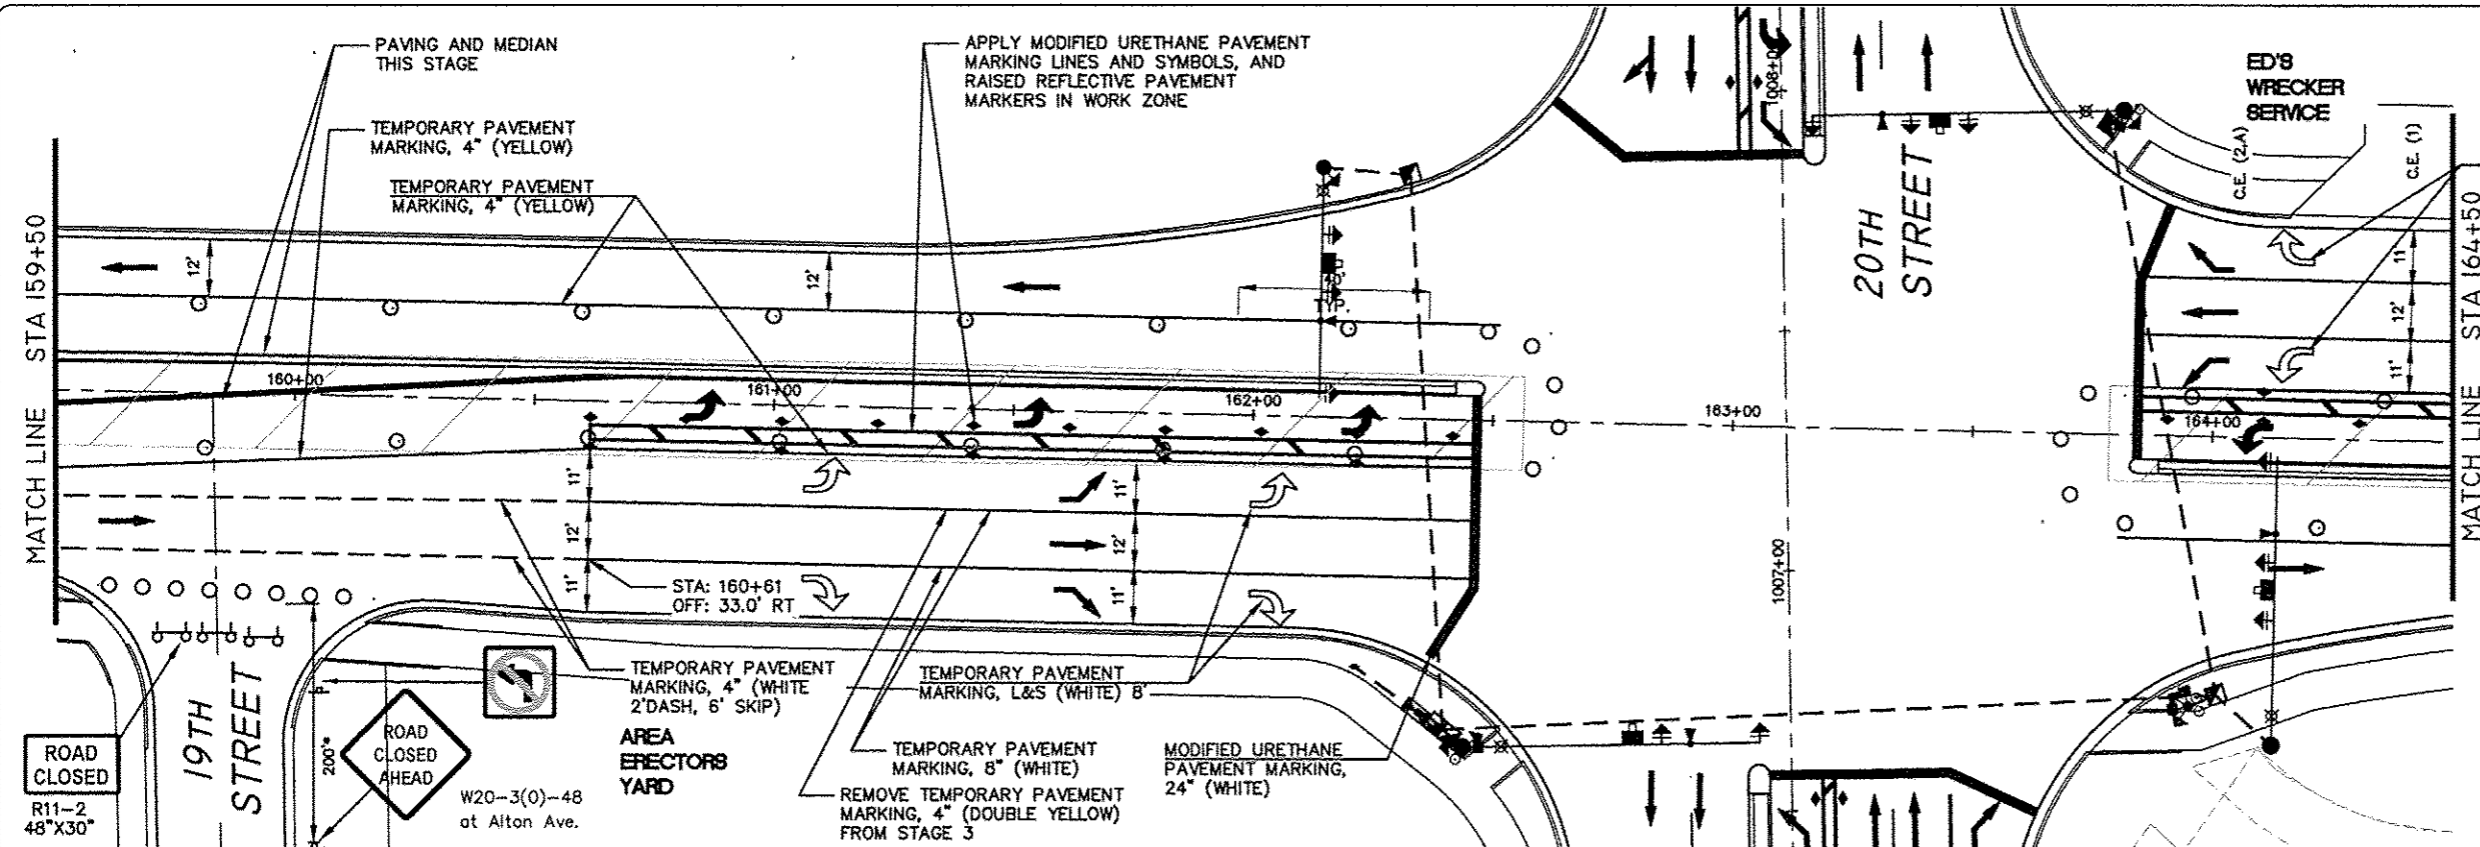 PAVING AND MEDIAN
THIS STAGE
TEMPORARY PAVEMENT
MARKING, 4" (YELLOW)
TEMPORARY PAVEMENT
MARKING, 4" (YELLOW)
APPLY MODIFIED URETHANE PAVEMENT
MARKING LINES AND SYMBOLS, AND
RAISED REFLECTIVE PAVEMENT
MARKERS IN WORK ZONE
1008+00
ED'S
WRECKER
SERVICE
C.E. (2,A)
C.E. (1)
20TH
STREET
MATCH LINE STA 159+50
MATCH LINE STA 164+50
12'
12'
TYP.
11'
12'
11'
160+00
161+00
162+00
163+00
164+00
11'
12'
11'
11'
12'
11'
1007+00
STA: 160+61
OFF: 33.0' RT
19TH
STREET
200'±
ROAD
CLOSED
R11-2
48"X30"
ROAD
CLOSED
AHEAD
W20-3(0)-48
at Alton Ave.
TEMPORARY PAVEMENT
MARKING, 4" (WHITE
2'DASH, 6' SKIP)
AREA
ERECTORS
YARD
TEMPORARY PAVEMENT
MARKING, L&S (WHITE) 8'
TEMPORARY PAVEMENT
MARKING, 8" (WHITE)
REMOVE TEMPORARY PAVEMENT
MARKING, 4" (DOUBLE YELLOW)
FROM STAGE 3
MODIFIED URETHANE
PAVEMENT MARKING,
24" (WHITE)